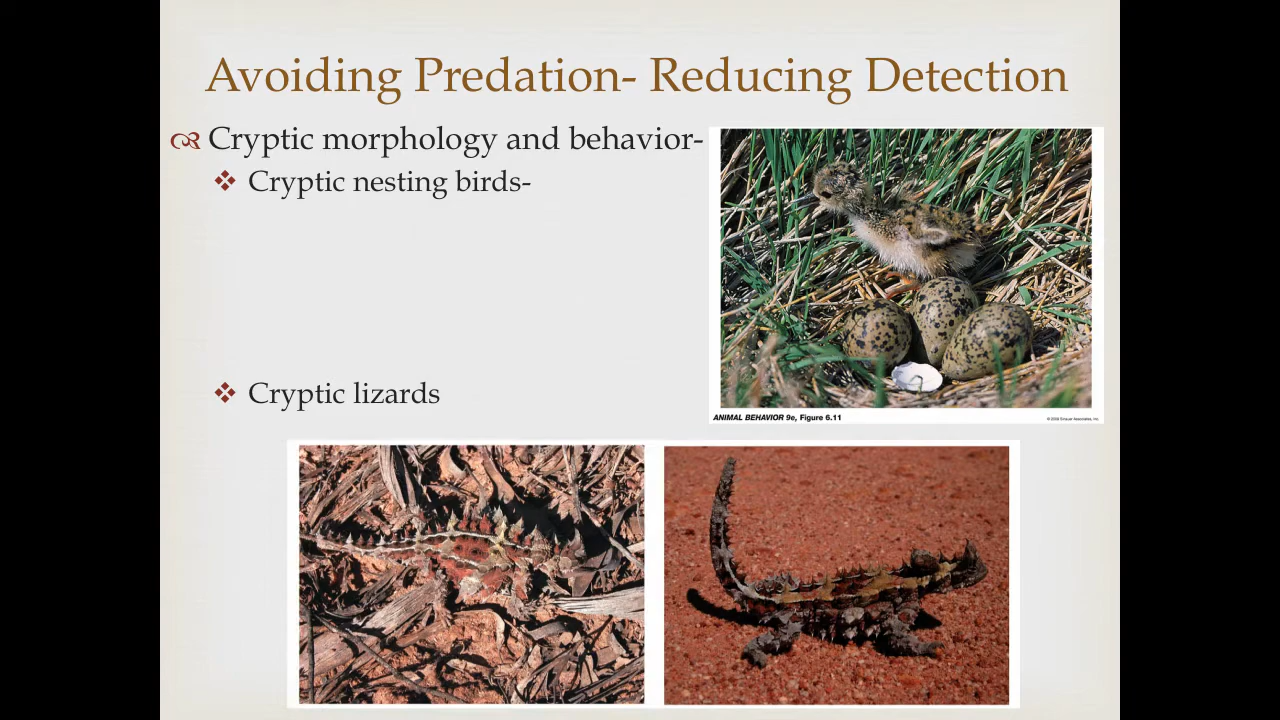 Avoiding Predation- Reducing Detection
Cryptic morphology and behavior-
Cryptic nesting birds-
Cryptic lizards
ANIMAL BEHAVIOR 9e, Figure 6.11